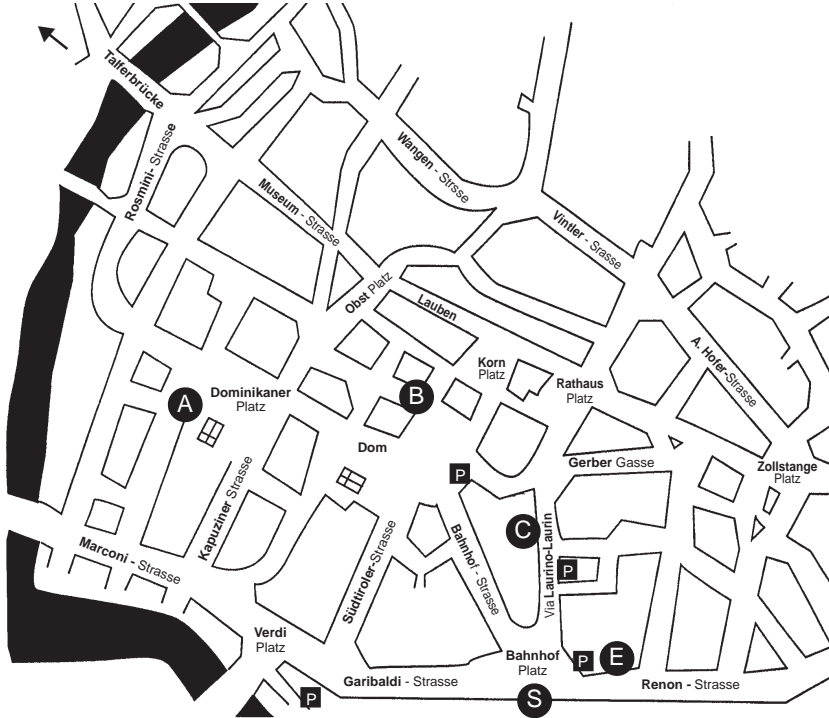 Talferbrücke
Rosmini- Strasse
Wangen - Strsse
Museum - Strasse
Vintler - Srasse
Obst Platz
Lauben
A. Hofer-Strasse
Korn
Platz
Rathaus
Platz
Dominikaner
Platz
A
B
Dom
Gerber Gasse
Zollstange
Platz
P
Kapuziner Strasse
C
Bahnhof - Strasse
Via Laurino-Laurin
Südtiroler-Strasse
Marconi - Strasse
P
Verdi
Platz
Bahnhof
Platz
P
E
Garibaldi - Strasse
Renon - Strasse
P
S